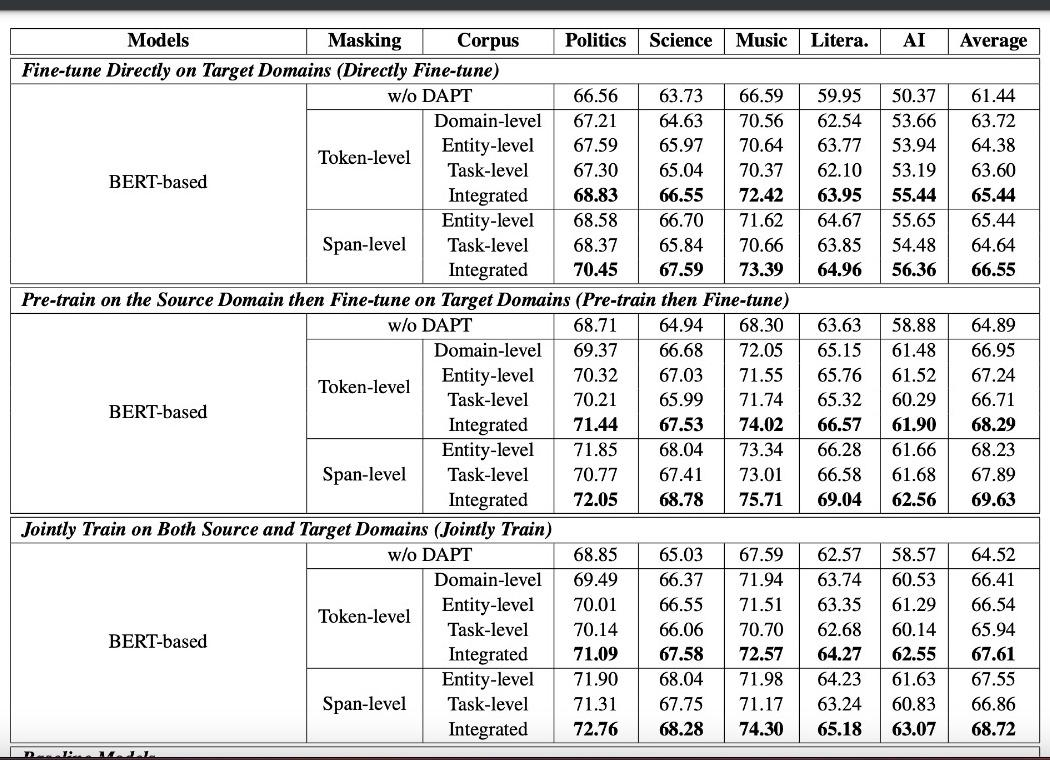 Models Masking Corpus Politics Science Music Litera. AI Average
Fine-tune Directly on Target Domains (Directly Fine-tune)
w/o DAPT 66.56 63.73 66.59 59.95 50.37 61.44
Domain-level 67.21 64.63 70.56 62.54 53.66 63.72
Entity-level 67.59 65.97 70.64 63.77 53.94 64.38
Token-level
Task-level 67.30 65.04 70.37 62.10 53.19 63.60
BERT-based
Integrated 68.83 66.55 72.42 63.95 55.44 65.44
Entity-level 68.58 66.70 71.62 64.67 55.65 65.44
Span-level Task-level 68.37 65.84 70.66 63.85 54.48 64.64
Integrated 70.45 67.59 73.39 64.96 56.36 66.55
Pre-train on the Source Domain then Fine-tune on Target Domains (Pre-train then Fine-tune)
w/o DAPT 68.71 64.94 68.30 63.63 58.88 64.89
Domain-level 69.37 66.68 72.05 65.15 61.48 66.95
Entity-level 70.32 67.03 71.55 65.76 61.52 67.24
Token-level
Task-level 70.21 65.99 71.74 65.32 60.29 66.71
BERT-based
Integrated 71.44 67.53 74.02 66.57 61.90 68.29
Entity-level 71.85 68.04 73.34 66.28 61.66 68.23
Span-level Task-level 70.77 67.41 73.01 66.58 61.68 67.89
Integrated 72.05 68.78 75.71 69.04 62.56 69.63
Jointly Train on Both Source and Target Domains (Jointly Train)
w/o DAPT 68.85 65.03 67.59 62.57 58.57 64.52
Domain-level 69.49 66.37 71.94 63.74 60.53 66.41
Entity-level 70.01 66.55 71.51 63.35 61.29 66.54
Token-level
Task-level 70.14 66.06 70.70 62.68 60.14 65.94
BERT-based
Integrated 71.09 67.58 72.57 64.27 62.55 67.61
Entity-level 71.90 68.04 71.98 64.23 61.63 67.55
Span-level Task-level 71.31 67.75 71.17 63.24 60.83 66.86
Integrated 72.76 68.28 74.30 65.18 63.07 68.72
Baseline Models